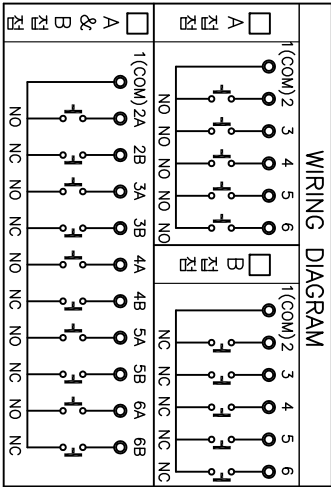 WIRING DIAGRAM
□ A 접점
1(COM) 2 3 4 5 6
NO NO NO NO NO
□ B 접점
1(COM) 2 3 4 5 6
NC NC NC NC NC
□ A & B 접점
1(COM) 2A 2B 3A 3B 4A 4B 5A 5B 6A 6B
NO NC NO NC NO NC NO NC NO NC